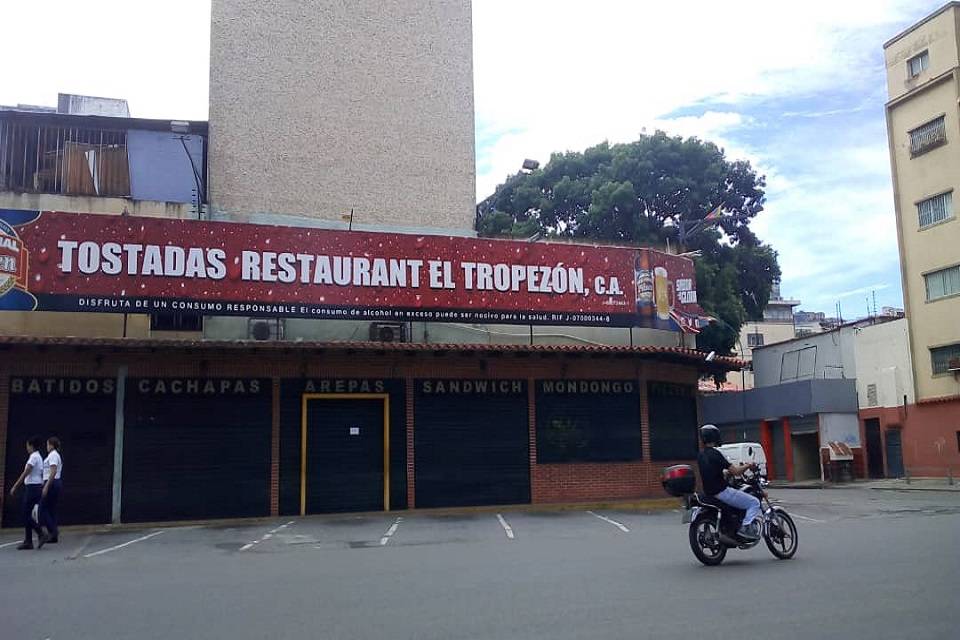 TOSTADAS RESTAURANT EL TROPEZÓN, C.A.
DISFRUTA DE UN CONSUMO RESPONSABLE El consumo de alcohol en exceso puede ser nocivo para la salud. RIF J-07000344-8
BATIDOS CACHAPAS AREPAS SANDWICH MONDONGO